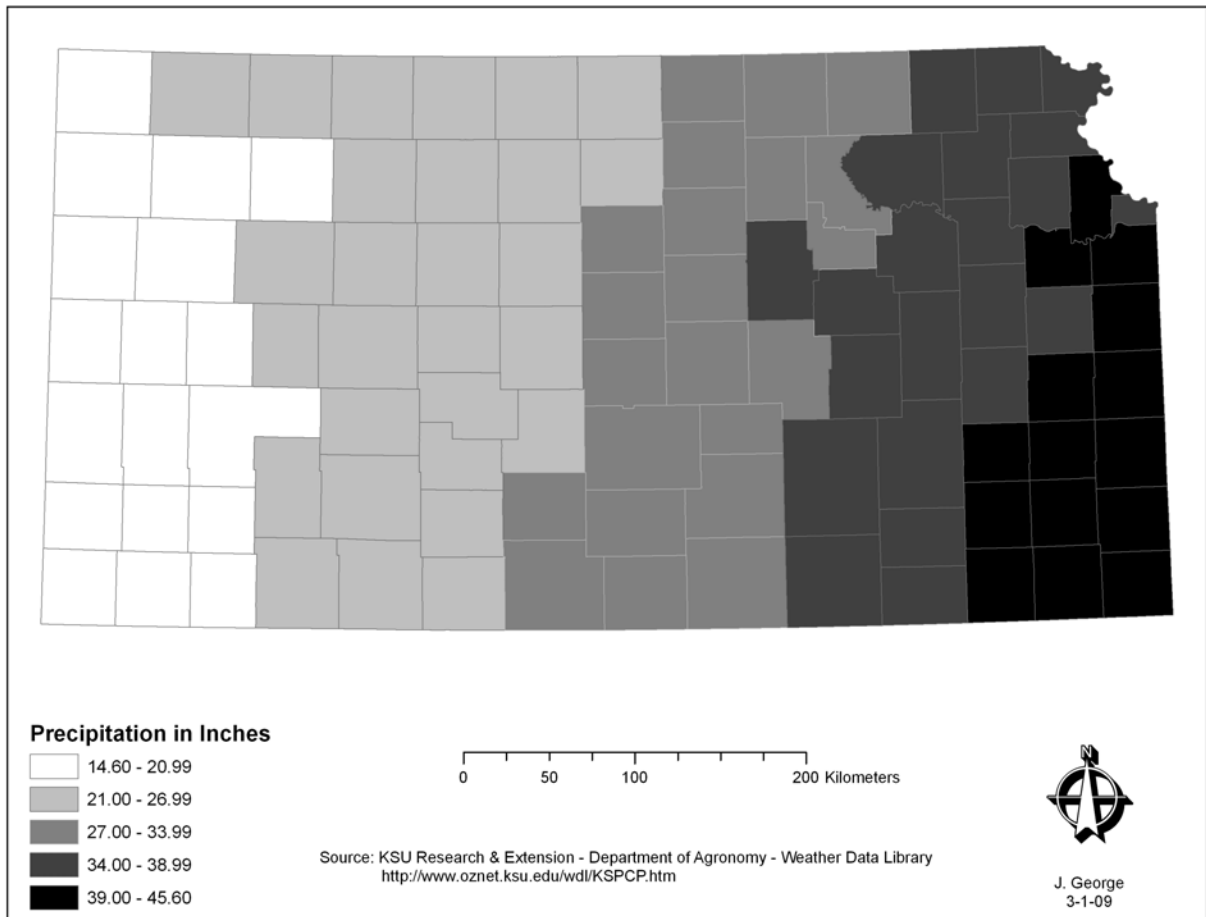 Precipitation in Inches
14.60 - 20.99
21.00 - 26.99
27.00 - 33.99
34.00 - 38.99
39.00 - 45.60
0 50 100 200 Kilometers
Source: KSU Research & Extension - Department of Agronomy - Weather Data Library
http://www.oznet.ksu.edu/wdl/KSPCP.htm
N
J. George
3-1-09